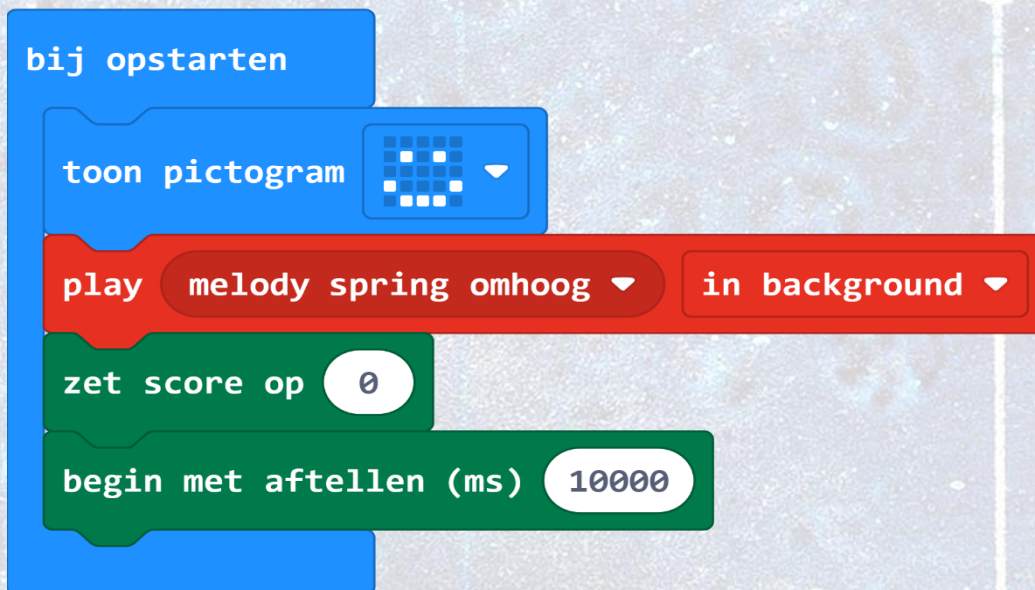 bij opstarten
toon pictogram
play melody spring omhoog in background
zet score op 0
begin met aftellen (ms) 10000